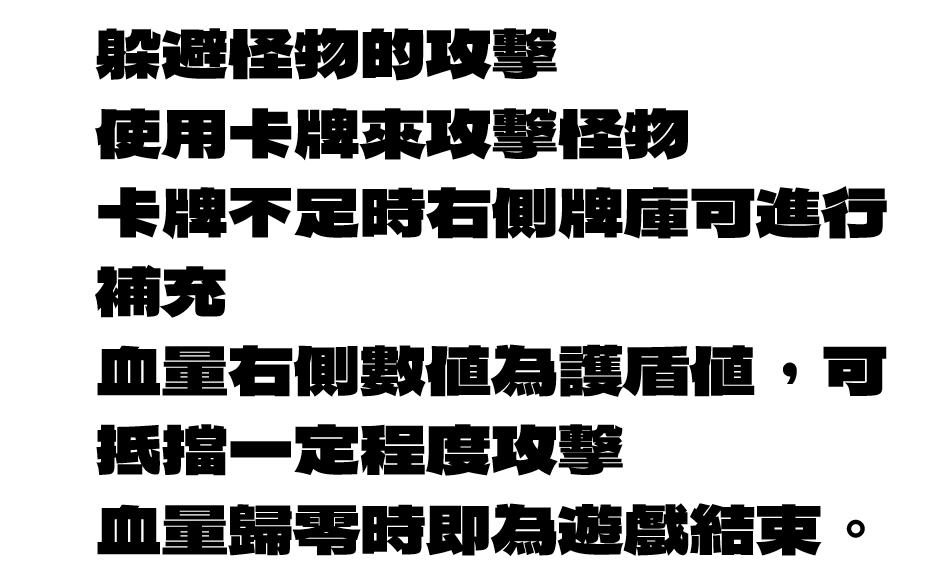 躲避怪物的攻擊
使用卡牌來攻擊怪物
卡牌不足時右側牌庫可進行
補充
血量右側數值為護盾值，可
抵擋一定程度攻擊
血量歸零時即為遊戲結束。